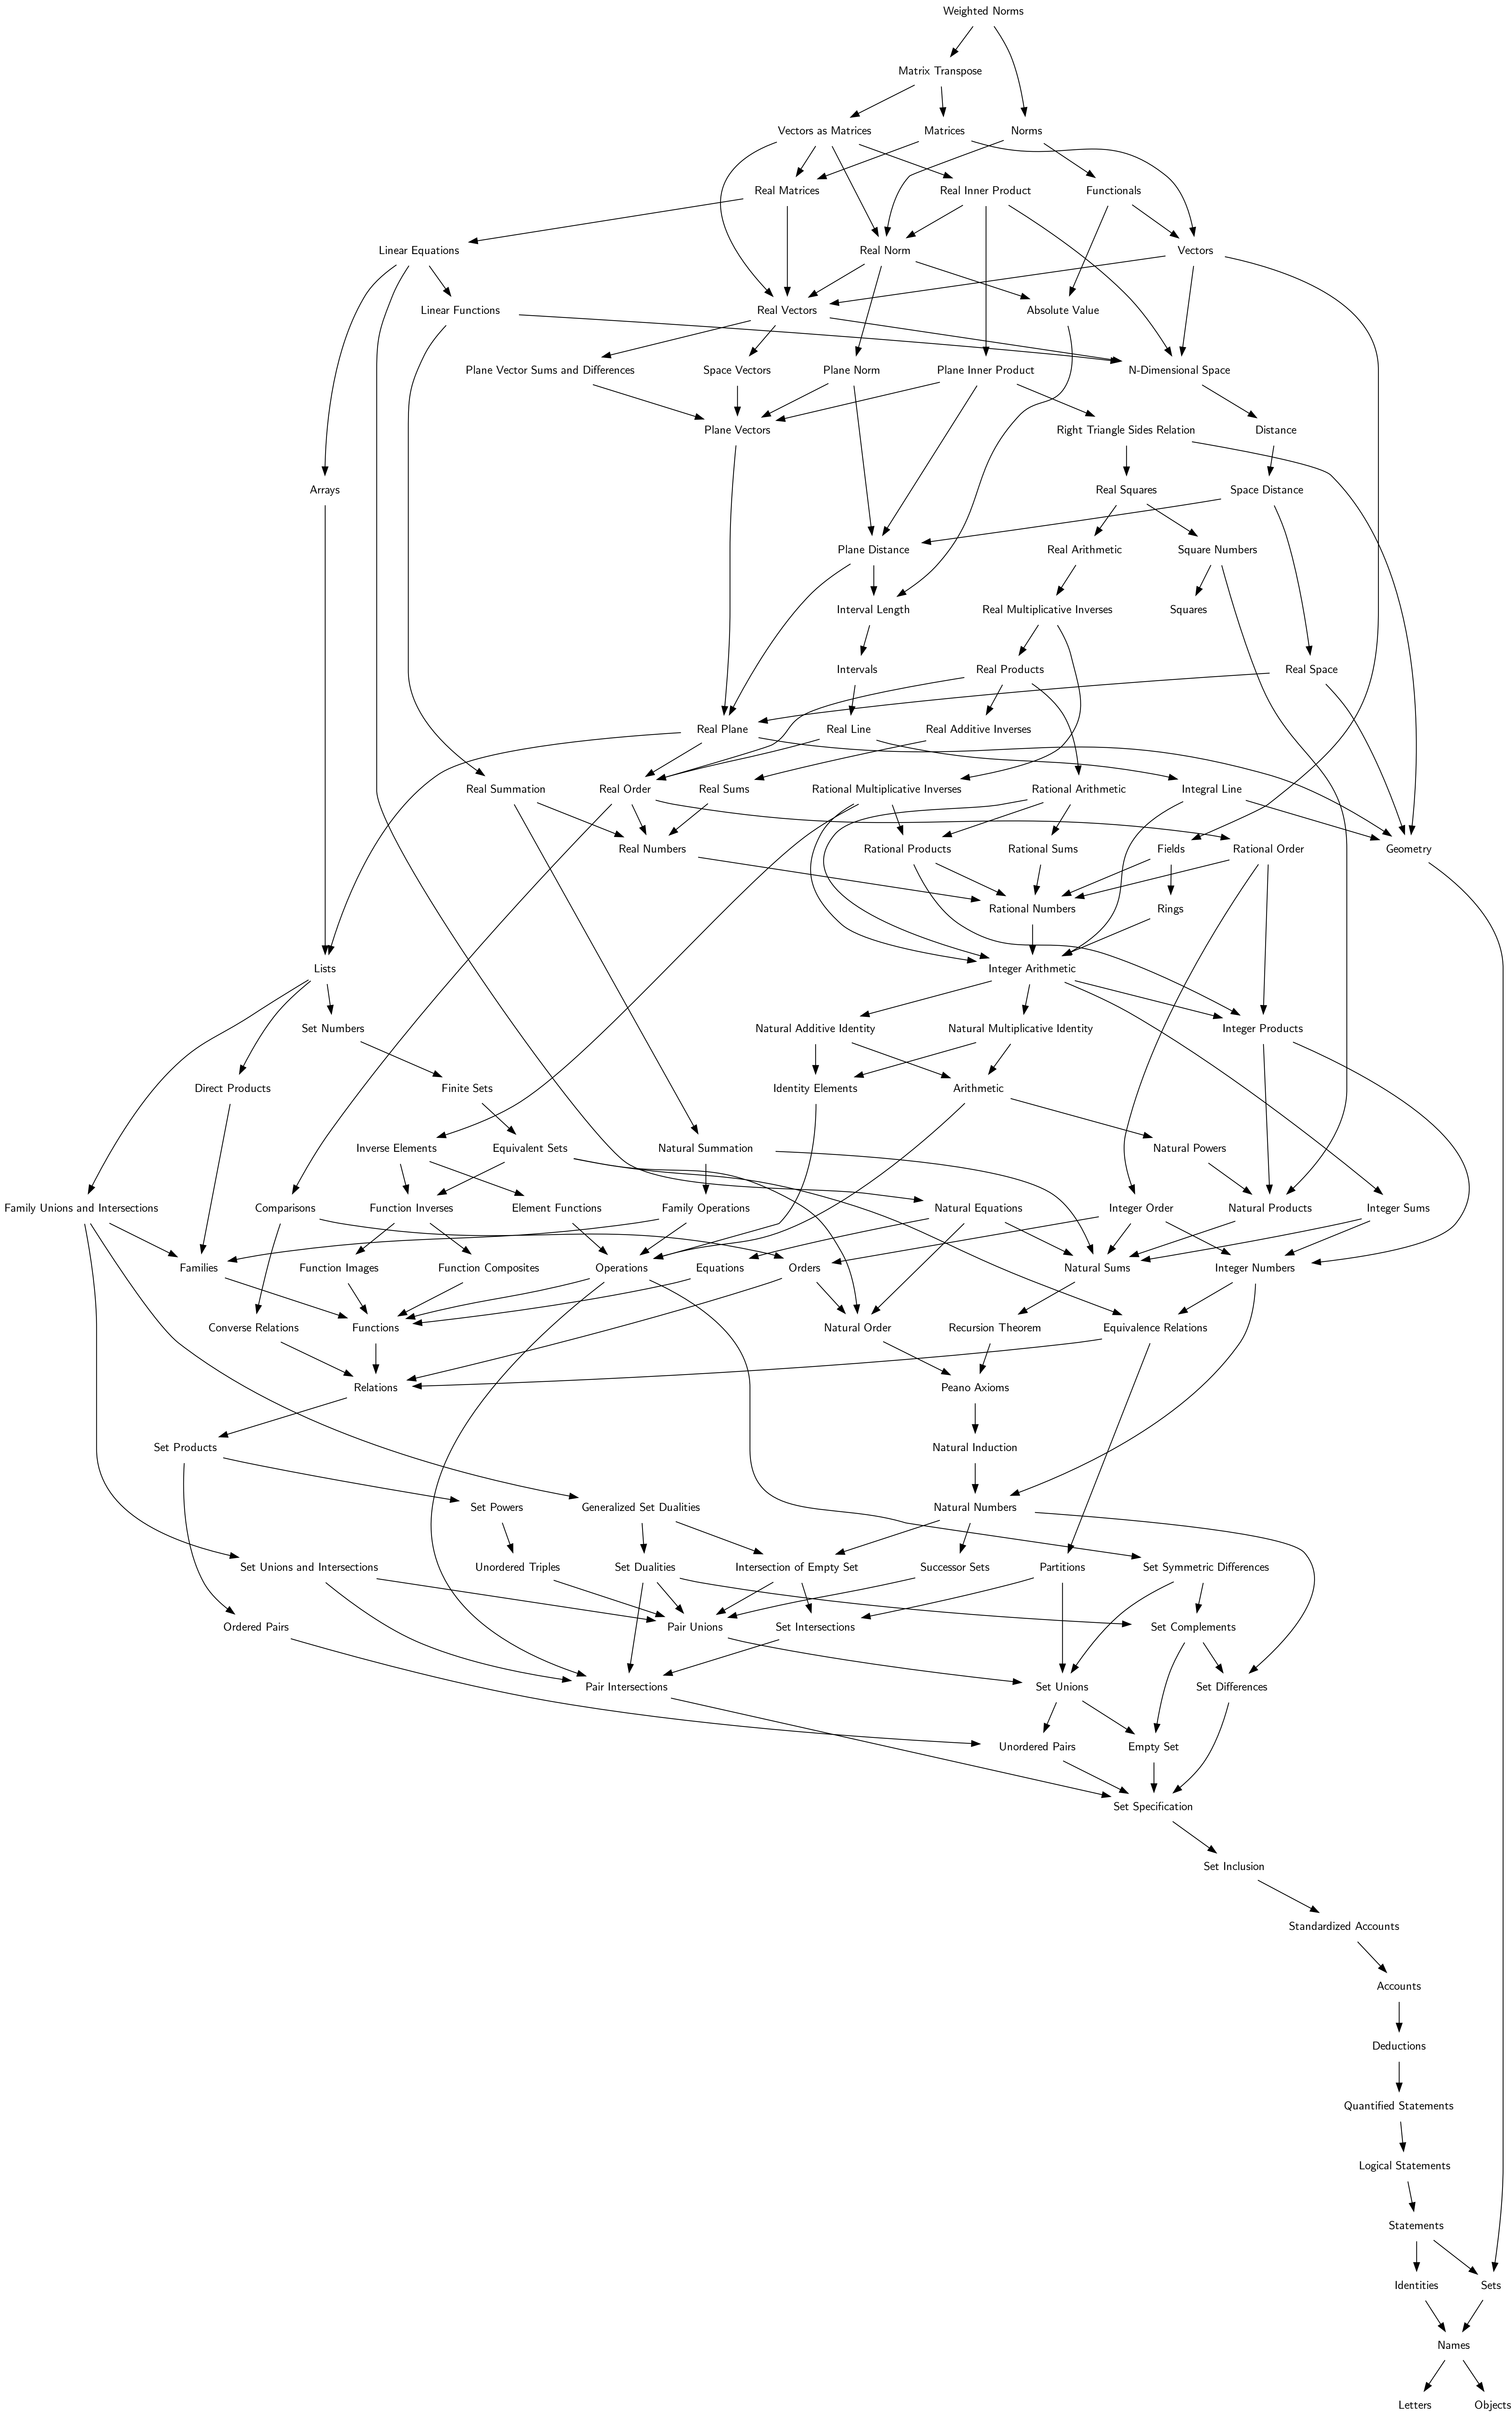 Weighted Norms
Matrix Transpose
Vectors as Matrices
Matrices
Norms
Real Matrices
Real Inner Product
Functionals
Linear Equations
Real Norm
Vectors
Linear Functions
Real Vectors
Absolute Value
Plane Vector Sums and Differences
Space Vectors
Plane Norm
Plane Inner Product
N-Dimensional Space
Plane Vectors
Right Triangle Sides Relation
Distance
Arrays
Real Squares
Space Distance
Plane Distance
Real Arithmetic
Square Numbers
Interval Length
Real Multiplicative Inverses
Squares
Intervals
Real Products
Real Space
Real Plane
Real Line
Real Additive Inverses
Real Summation
Real Order
Real Sums
Rational Multiplicative Inverses
Rational Arithmetic
Integral Line
Real Numbers
Rational Products
Rational Sums
Fields
Rational Order
Geometry
Rational Numbers
Rings
Lists
Integer Arithmetic
Set Numbers
Natural Additive Identity
Natural Multiplicative Identity
Integer Products
Direct Products
Finite Sets
Identity Elements
Arithmetic
Inverse Elements
Equivalent Sets
Natural Summation
Natural Powers
Family Unions and Intersections
Comparisons
Function Inverses
Element Functions
Family Operations
Natural Equations
Integer Order
Natural Products
Integer Sums
Families
Function Images
Function Composites
Operations
Equations
Orders
Natural Sums
Integer Numbers
Converse Relations
Functions
Natural Order
Recursion Theorem
Equivalence Relations
Relations
Peano Axioms
Set Products
Natural Induction
Set Powers
Generalized Set Dualities
Natural Numbers
Set Unions and Intersections
Unordered Triples
Set Dualities
Intersection of Empty Set
Successor Sets
Partitions
Set Symmetric Differences
Ordered Pairs
Pair Unions
Set Intersections
Set Complements
Pair Intersections
Set Unions
Set Differences
Unordered Pairs
Empty Set
Set Specification
Set Inclusion
Standardized Accounts
Accounts
Deductions
Quantified Statements
Logical Statements
Statements
Identities
Sets
Names
Letters
Objects